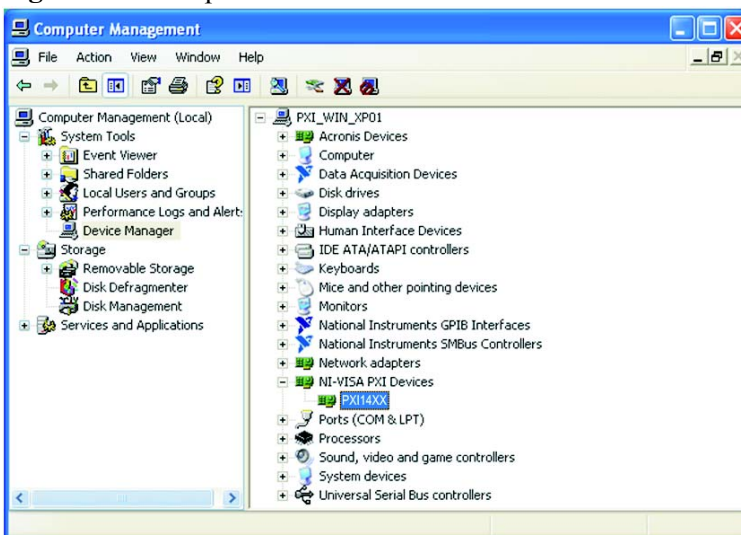 Computer Management
File Action View Window Help
Computer Management (Local)
System Tools
Event Viewer
Shared Folders
Local Users and Groups
Performance Logs and Alert
Device Manager
Storage
Removable Storage
Disk Defragmenter
Disk Management
Services and Applications
PXI_WIN_XP01
Acronis Devices
Computer
Data Acquisition Devices
Disk drives
Display adapters
Human Interface Devices
IDE ATA/ATAPI controllers
Keyboards
Mice and other pointing devices
Monitors
National Instruments GPIB Interfaces
National Instruments SMBus Controllers
Network adapters
NI-VISA PXI Devices
PXI14XX
Ports (COM & LPT)
Processors
Sound, video and game controllers
System devices
Universal Serial Bus controllers